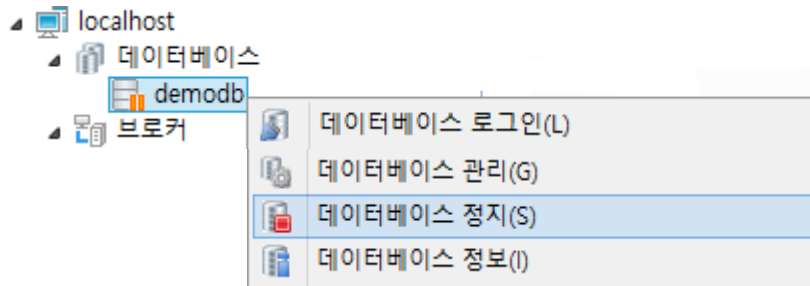 localhost
데이터베이스
demodb
브로커
데이터베이스 로그인(L)
데이터베이스 관리(G)
데이터베이스 정지(S)
데이터베이스 정보(I)